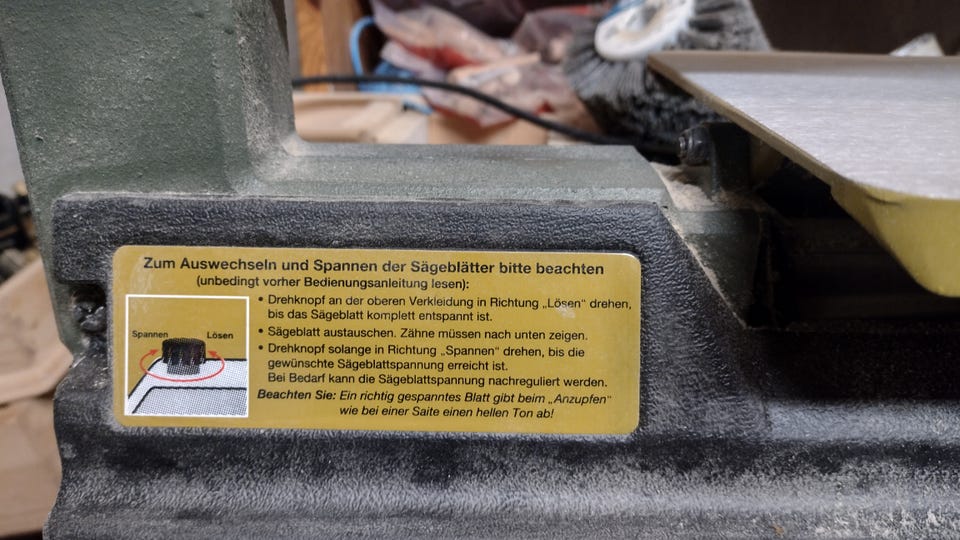 Zum Auswechseln und Spannen der Sägeblätter bitte beachten
(unbedingt vorher Bedienungsanleitung lesen):
Spannen Lösen
• Drehknopf an der oberen Verkleidung in Richtung „Lösen" drehen,
bis das Sägeblatt komplett entspannt ist.
• Sägeblatt austauschen. Zähne müssen nach unten zeigen.
• Drehknopf solange in Richtung „Spannen" drehen, bis die
gewünschte Sägeblattspannung erreicht ist.
Bei Bedarf kann die Sägeblattspannung nachreguliert werden.
Beachten Sie: Ein richtig gespanntes Blatt gibt beim „Anzupfen"
wie bei einer Saite einen hellen Ton ab!